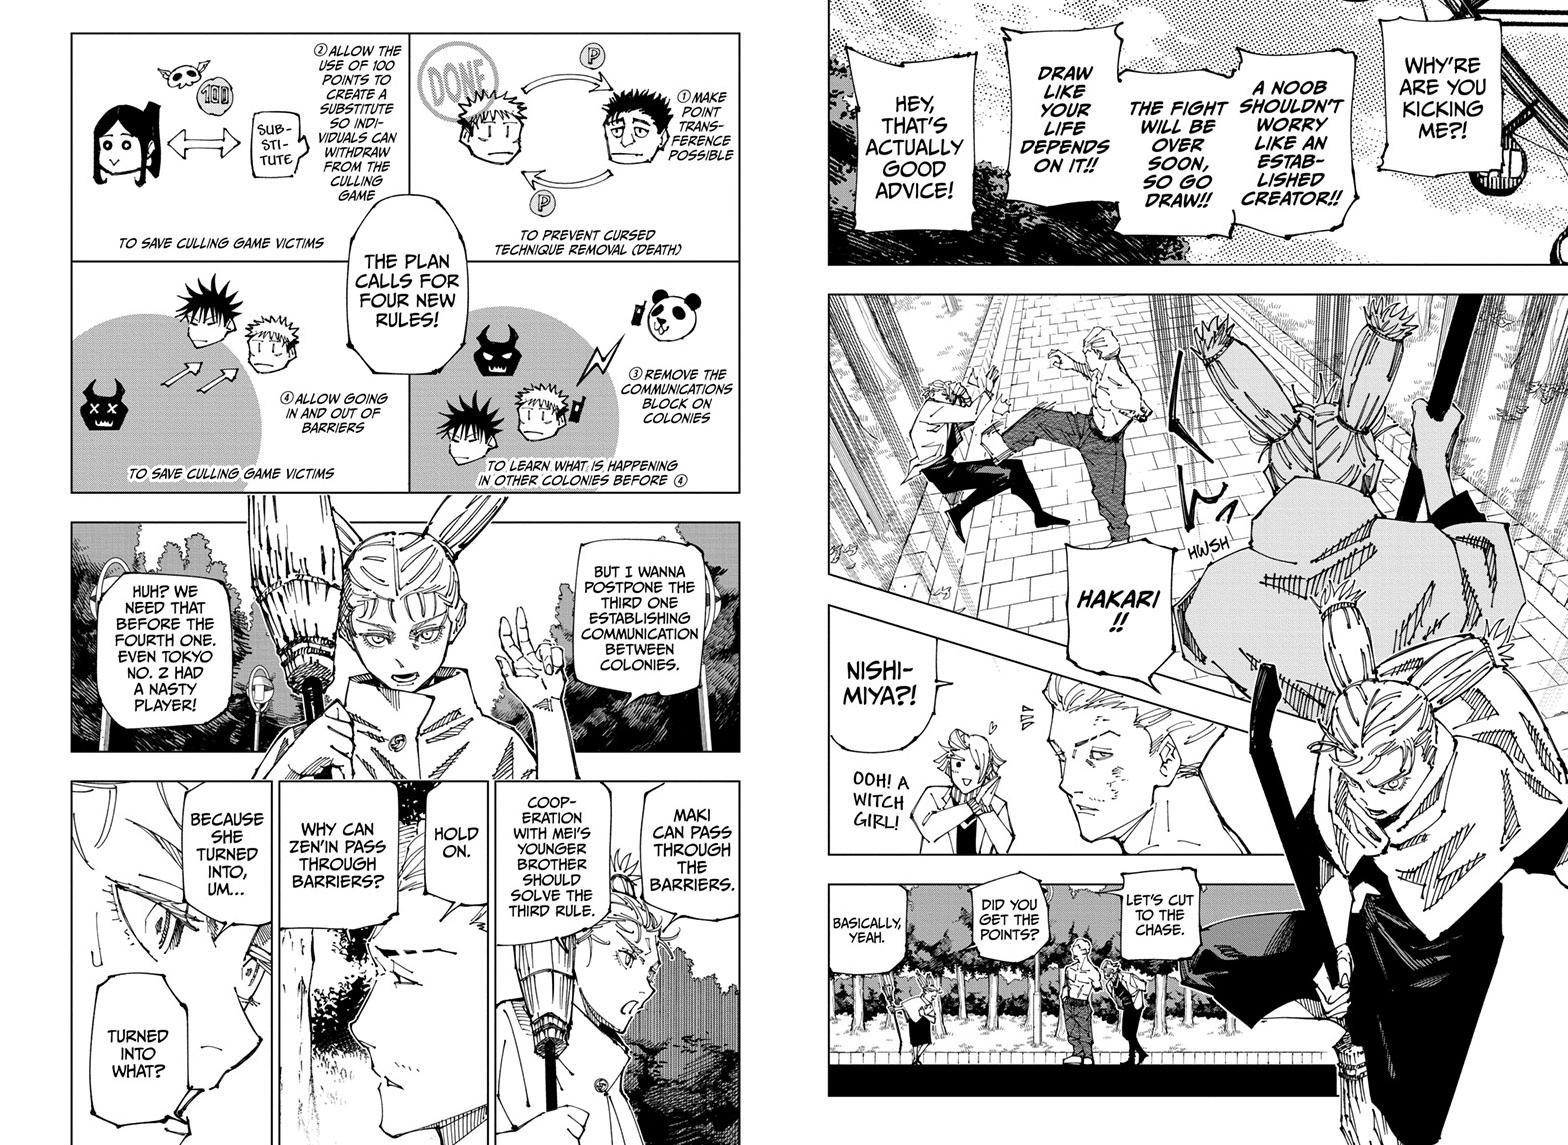 WHY'RE
ARE YOU
KICKING
ME?!
A NOOB
SHOULDN'T
WORRY
LIKE AN
ESTAB-
LISHED
CREATOR!!
THE FIGHT
WILL BE
OVER
SOON,
SO GO
DRAW!!
DRAW
LIKE
YOUR
LIFE
DEPENDS
ON IT!!
HEY,
THAT'S
ACTUALLY
GOOD
ADVICE!
HWSH
HAKARI
!!
NISHI-
MIYA?!
OOH! A
WITCH
GIRL!
LET'S CUT
TO THE
CHASE.
DID YOU
GET THE
POINTS?
BASICALLY,
YEAH.
① MAKE
POINT
TRANS-
FERENCE
POSSIBLE
P
P
DONE
TO PREVENT CURSED
TECHNIQUE REMOVAL (DEATH)
② ALLOW THE
USE OF 100
POINTS TO
CREATE A
SUBSTITUTE
SO INDI-
VIDUALS CAN
WITHDRAW
FROM THE
CULLING
GAME
100
SUB-
STI-
TUTE
TO SAVE CULLING GAME VICTIMS
THE PLAN
CALLS FOR
FOUR NEW
RULES!
③ REMOVE THE
COMMUNICATIONS
BLOCK ON
COLONIES
TO LEARN WHAT IS HAPPENING
IN OTHER COLONIES BEFORE ④
④ ALLOW GOING
IN AND OUT OF
BARRIERS
TO SAVE CULLING GAME VICTIMS
BUT I WANNA
POSTPONE THE
THIRD ONE
ESTABLISHING
COMMUNICATION
BETWEEN
COLONIES.
HUH? WE
NEED THAT
BEFORE THE
FOURTH ONE.
EVEN TOKYO
NO. 2 HAD
A NASTY
PLAYER!
MAKI
CAN PASS
THROUGH
THE
BARRIERS.
COOP-
ERATION
WITH MEI'S
YOUNGER
BROTHER
SHOULD
SOLVE THE
THIRD RULE.
HOLD
ON.
WHY CAN
ZEN'IN PASS
THROUGH
BARRIERS?
BECAUSE
SHE
TURNED
INTO,
UM...
TURNED
INTO
WHAT?